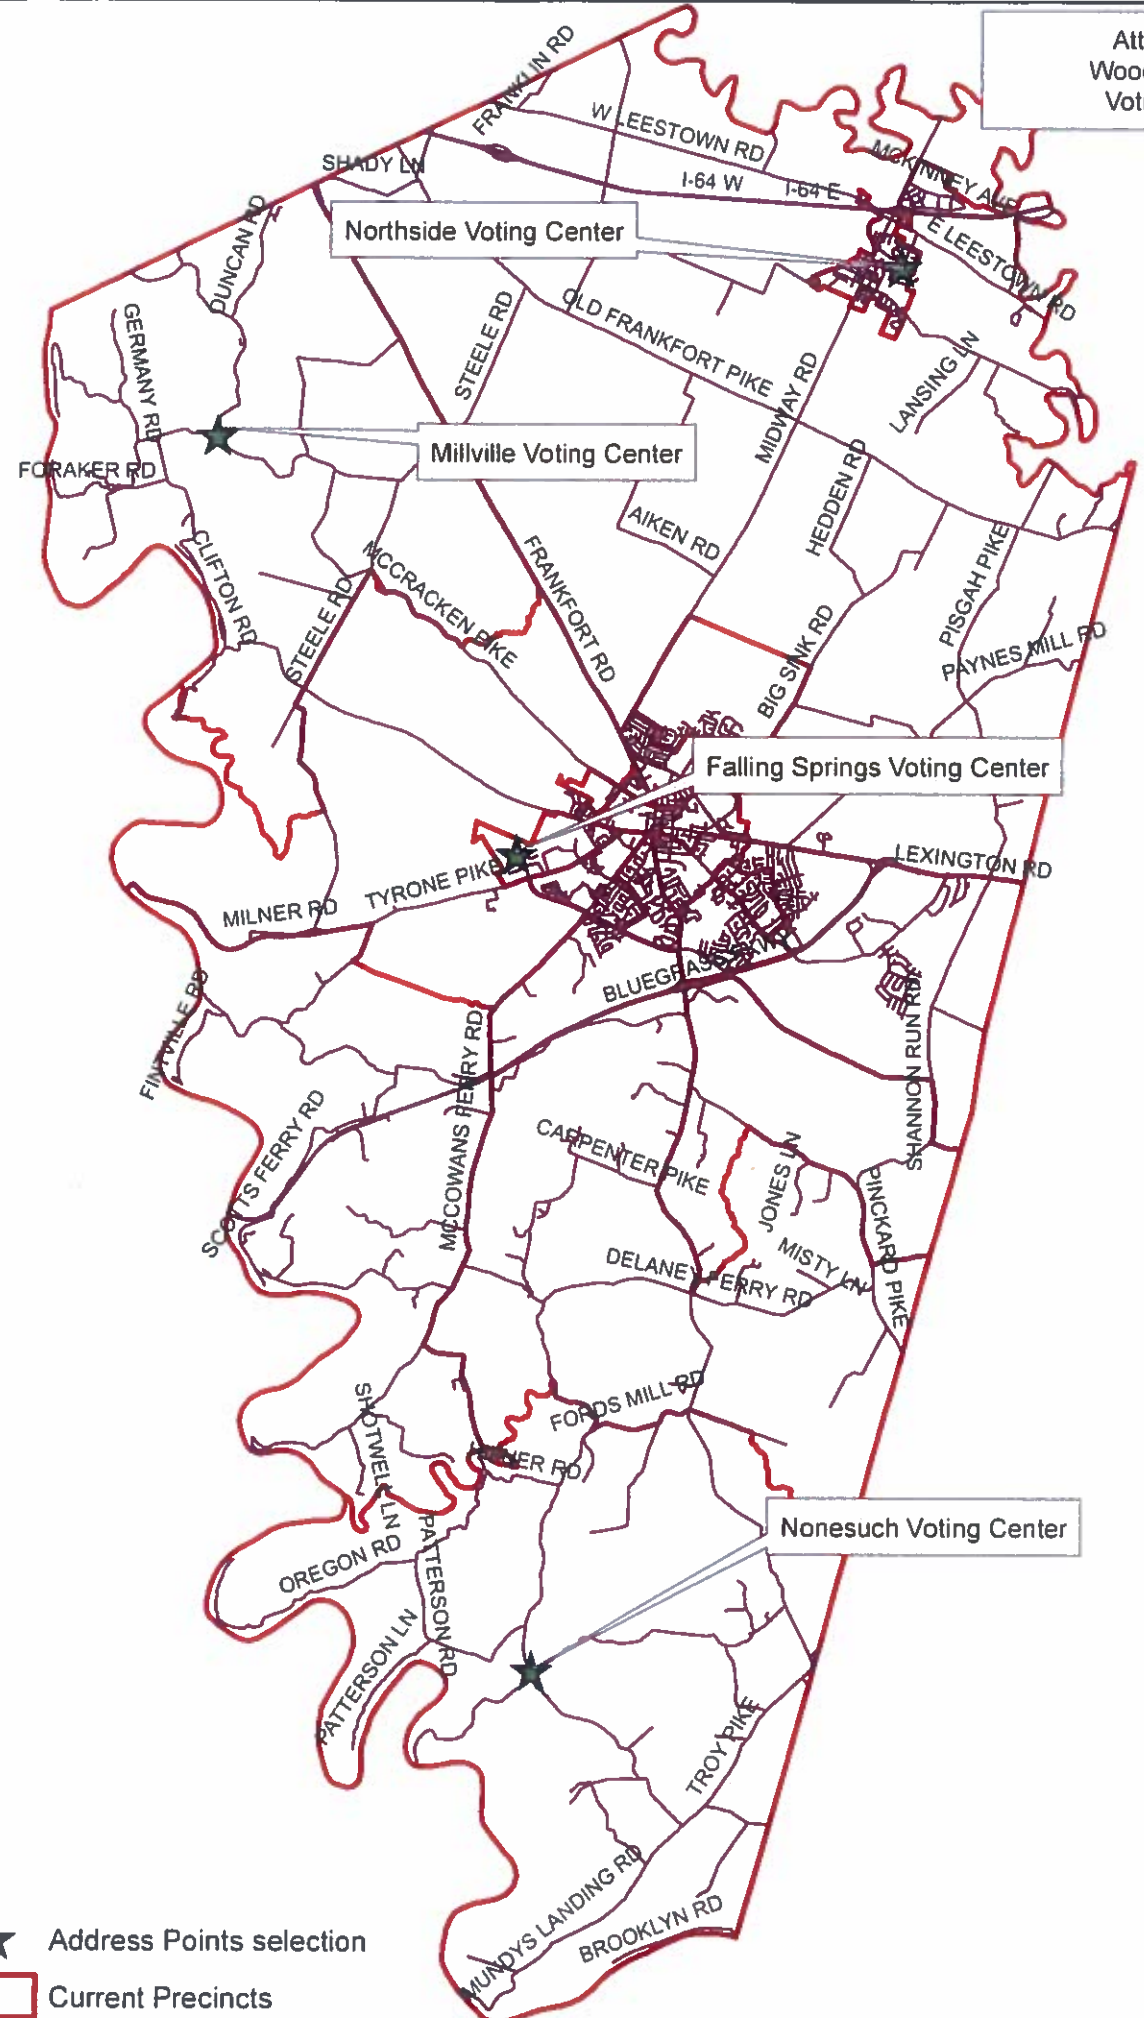 Att
Wood
Voti
FRANKLIN RD
W LEESTOWN RD
MCKINNEY AVE
SHADY LN
I-64 W
I-64 E
E LEESTOWN RD
Northside Voting Center
DUNCAN RD
GERMANY RD
STEELE RD
OLD FRANKFORT PIKE
MIDWAY RD
LANSING LN
Millville Voting Center
FORAKER RD
HEDDEN RD
AIKEN RD
CLIFTON RD
MCCRACKEN PIKE
FRANKFORT RD
STEELE RD
PISGAH PIKE
BIG SINK RD
PAYNES MILL RD
Falling Springs Voting Center
LEXINGTON RD
TYRONE PIKE
MILNER RD
BLUEGRASS PKWY
FINTVILLE RD
SHANNON RUN RD
MCCOWANS FERRY RD
SCOTTS FERRY RD
CARPENTER PIKE
JONES LN
PINCKARD PIKE
DELANEY FERRY RD
MISTY LN
SHOTWELL LN
FORDS MILL RD
Nonesuch Voting Center
OREGON RD
PATTERSON RD
PATTERSON LN
TROY PIKE
MUNDYS LANDING RD
BROOKLYN RD
Address Points selection
Current Precincts